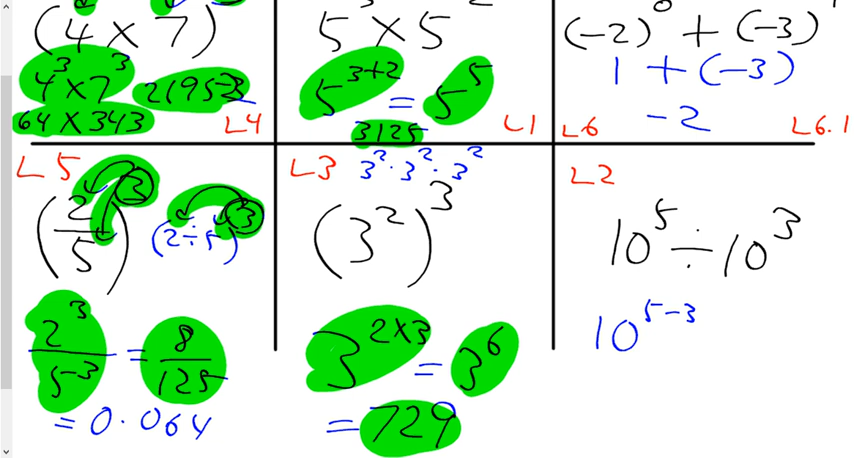 (4 × 7)
4³ × 7³ 21952
64 × 343 L4
5³ × 5²
5³⁺² = 5⁵
3125 L1
(-2)⁰ + (-3)¹
1 + (-3)
-2
L6 L6.1
L5
(2/5)³ (2÷5)³
2³/5³ = 8/125
= 0.064
L3 3²·3²·3²
(3²)³
3²ˣ³ = 3⁶
= 729
L2
10⁵ ÷ 10³
10⁵⁻³